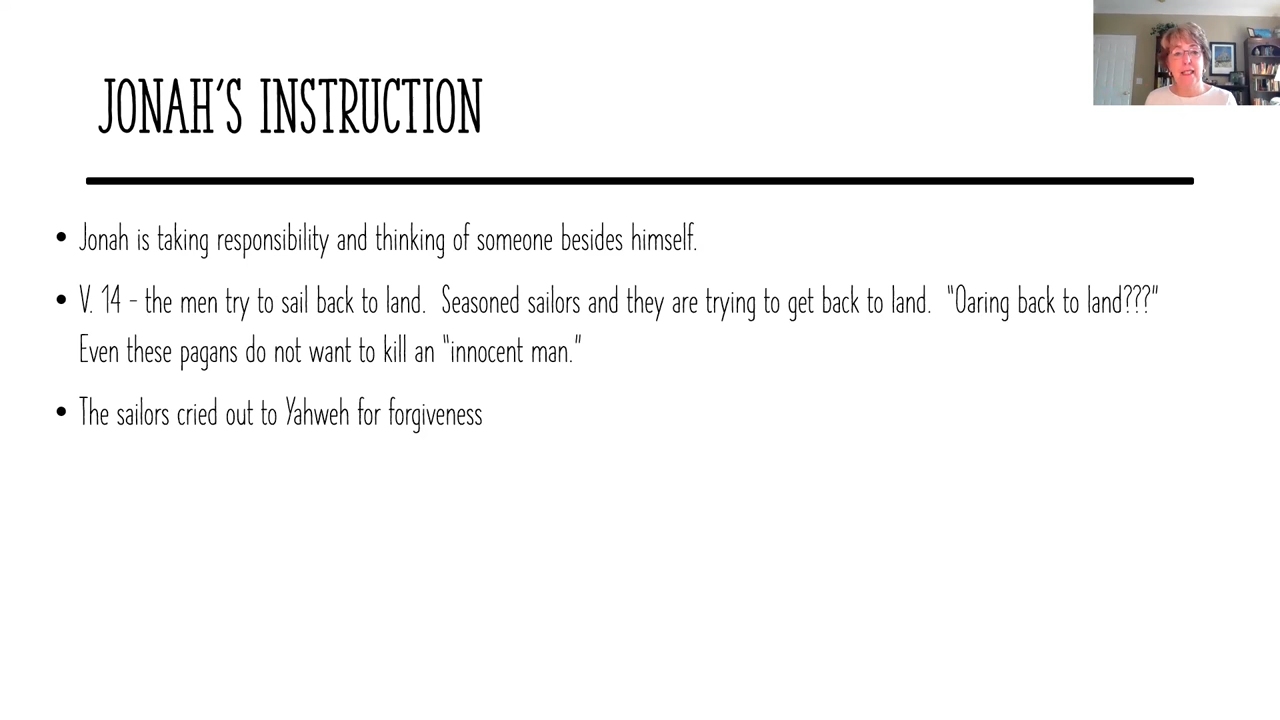 JONAH'S INSTRUCTION
• Jonah is taking responsibility and thinking of someone besides himself.
• V. 14 - the men try to sail back to land.  Seasoned sailors and they are trying to get back to land.  "Oaring back to land???"
Even these pagans do not want to kill an "innocent man."
• The sailors cried out to Yahweh for forgiveness